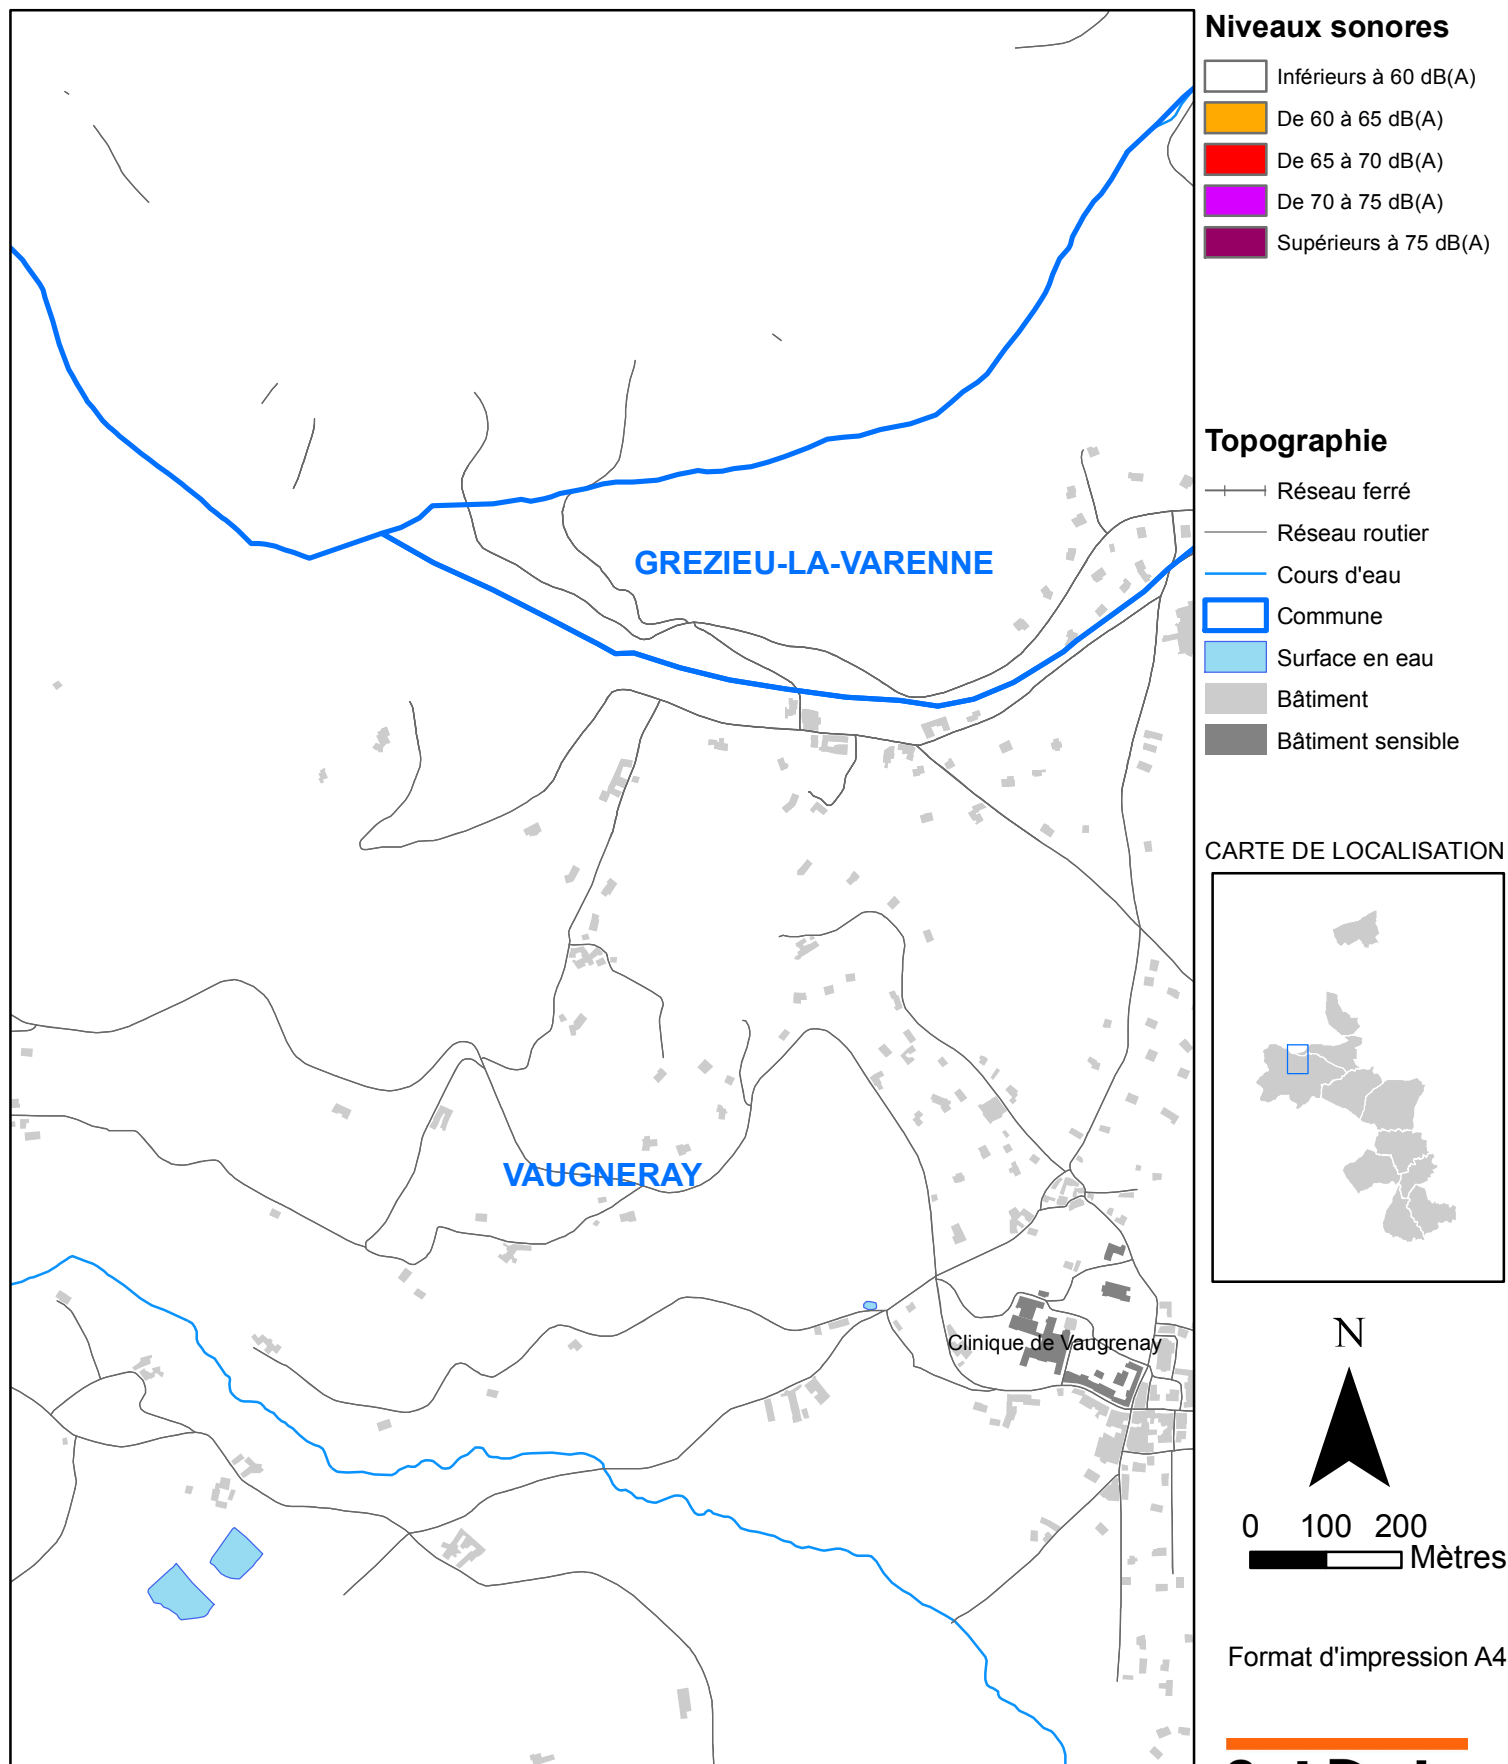 Niveaux sonores
Inférieurs à 60 dB(A)
De 60 à 65 dB(A)
De 65 à 70 dB(A)
De 70 à 75 dB(A)
Supérieurs à 75 dB(A)
Topographie
Réseau ferré
Réseau routier
Cours d'eau
Commune
Surface en eau
Bâtiment
Bâtiment sensible
CARTE DE LOCALISATION
GREZIEU-LA-VARENNE
VAUGNERAY
Clinique de Vaugrenay
N
0 100 200
Mètres
Format d'impression A4